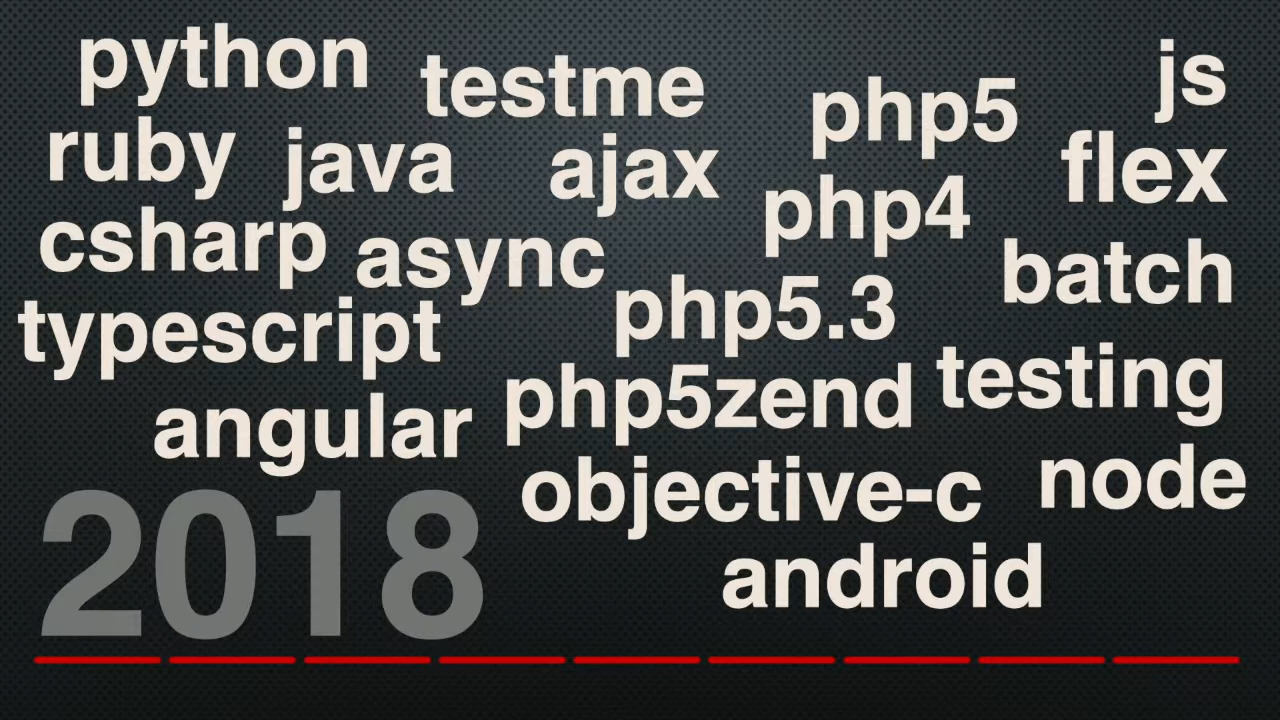 python
testme
js
php5
ruby
java
ajax
flex
php4
csharp
async
batch
php5.3
typescript
testing
php5zend
angular
node
objective-c
2018
android